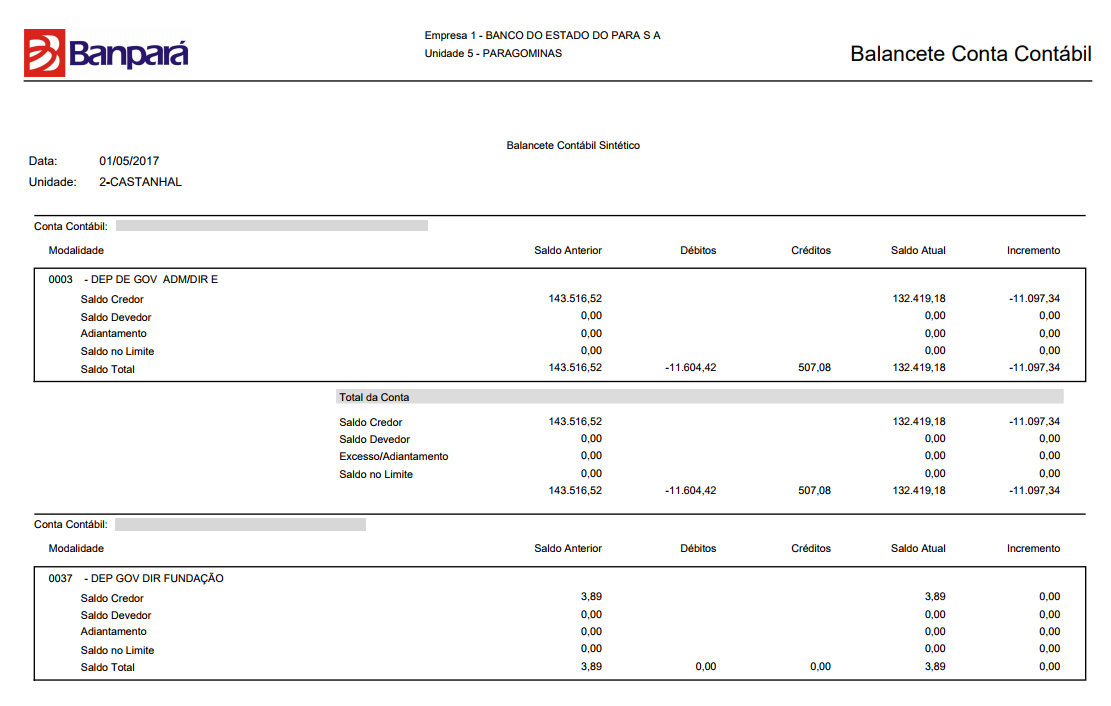 Banpará
Empresa 1 - BANCO DO ESTADO DO PARA S A
Unidade 5 - PARAGOMINAS
Balancete Conta Contábil
Balancete Contábil Sintético
Data: 01/05/2017
Unidade: 2-CASTANHAL
Conta Contábil:
Modalidade Saldo Anterior Débitos Créditos Saldo Atual Incremento
0003 - DEP DE GOV ADM/DIR E
Saldo Credor 143.516,52 132.419,18 -11.097,34
Saldo Devedor 0,00 0,00 0,00
Adiantamento 0,00 0,00 0,00
Saldo no Limite 0,00 0,00 0,00
Saldo Total 143.516,52 -11.604,42 507,08 132.419,18 -11.097,34
Total da Conta
Saldo Credor 143.516,52 132.419,18 -11.097,34
Saldo Devedor 0,00 0,00 0,00
Excesso/Adiantamento 0,00 0,00 0,00
Saldo no Limite 0,00 0,00 0,00
143.516,52 -11.604,42 507,08 132.419,18 -11.097,34
Conta Contábil:
Modalidade Saldo Anterior Débitos Créditos Saldo Atual Incremento
0037 - DEP GOV DIR FUNDAÇÃO
Saldo Credor 3,89 3,89 0,00
Saldo Devedor 0,00 0,00 0,00
Adiantamento 0,00 0,00 0,00
Saldo no Limite 0,00 0,00 0,00
Saldo Total 3,89 0,00 0,00 3,89 0,00